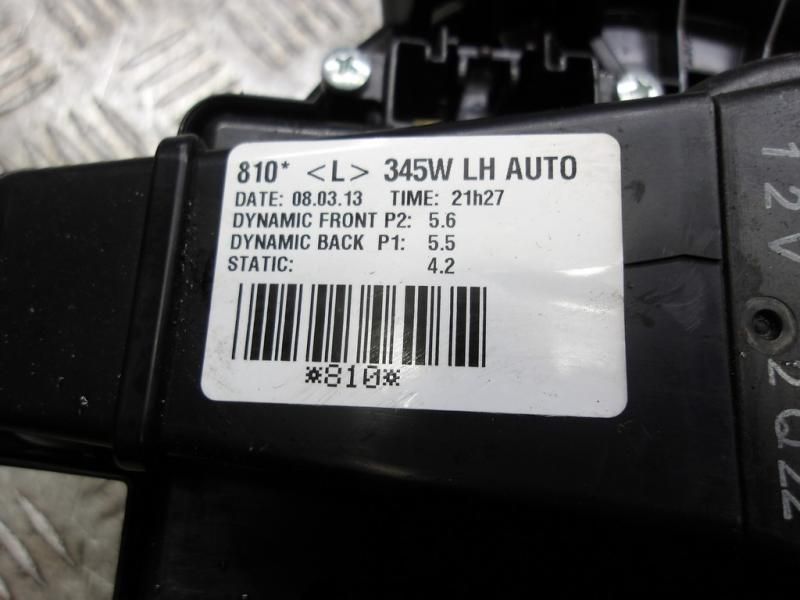 810* <L> 345W LH AUTO
DATE: 08.03.13 TIME: 21h27
DYNAMIC FRONT P2: 5.6
DYNAMIC BACK P1: 5.5
STATIC: 4.2
*810*
12V 2QZZ